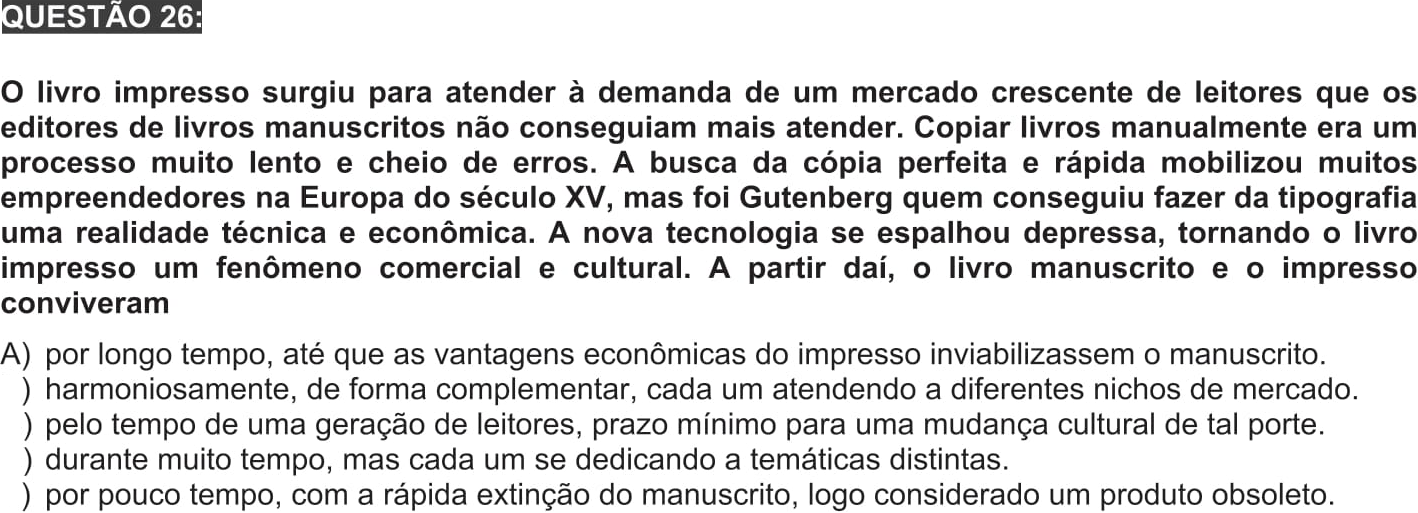 QUESTÃO 26:
O livro impresso surgiu para atender à demanda de um mercado crescente de leitores que os
editores de livros manuscritos não conseguiam mais atender. Copiar livros manualmente era um
processo muito lento e cheio de erros. A busca da cópia perfeita e rápida mobilizou muitos
empreendedores na Europa do século XV, mas foi Gutenberg quem conseguiu fazer da tipografia
uma realidade técnica e econômica. A nova tecnologia se espalhou depressa, tornando o livro
impresso um fenômeno comercial e cultural. A partir daí, o livro manuscrito e o impresso
conviveram
A) por longo tempo, até que as vantagens econômicas do impresso inviabilizassem o manuscrito.
) harmoniosamente, de forma complementar, cada um atendendo a diferentes nichos de mercado.
) pelo tempo de uma geração de leitores, prazo mínimo para uma mudança cultural de tal porte.
) durante muito tempo, mas cada um se dedicando a temáticas distintas.
) por pouco tempo, com a rápida extinção do manuscrito, logo considerado um produto obsoleto.